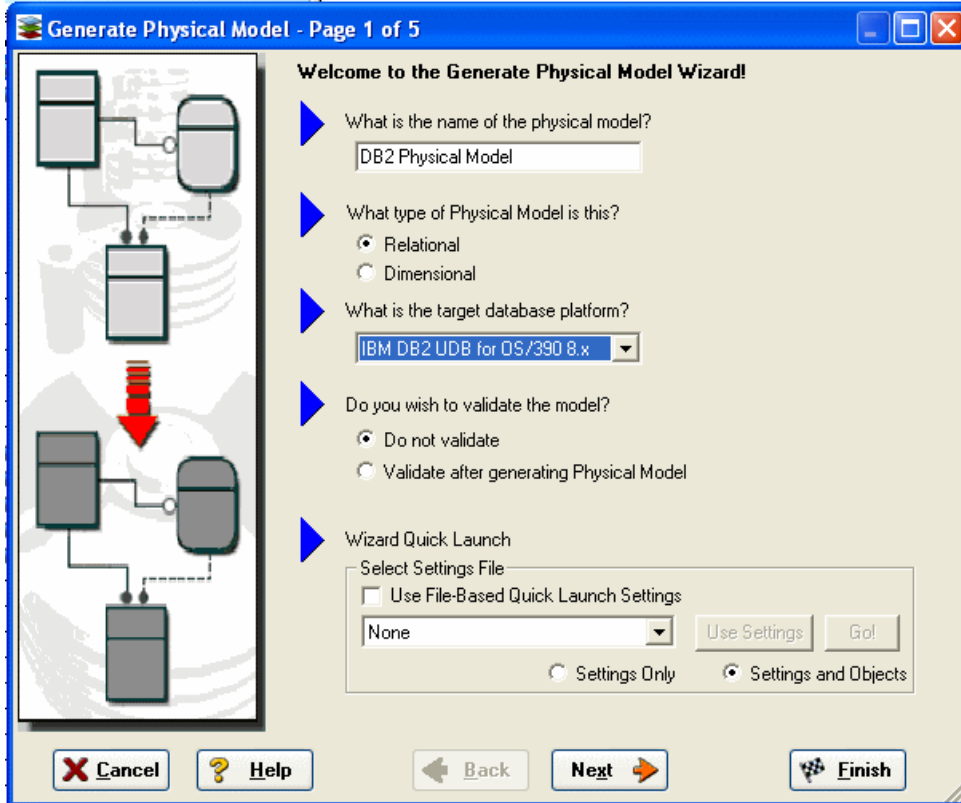 Generate Physical Model - Page 1 of 5
Welcome to the Generate Physical Model Wizard!
What is the name of the physical model?
DB2 Physical Model
What type of Physical Model is this?
Relational
Dimensional
What is the target database platform?
IBM DB2 UDB for OS/390 8.x
Do you wish to validate the model?
Do not validate
Validate after generating Physical Model
Wizard Quick Launch
Select Settings File
Use File-Based Quick Launch Settings
None
Use Settings
Go!
Settings Only
Settings and Objects
Cancel
Help
Back
Next
Finish